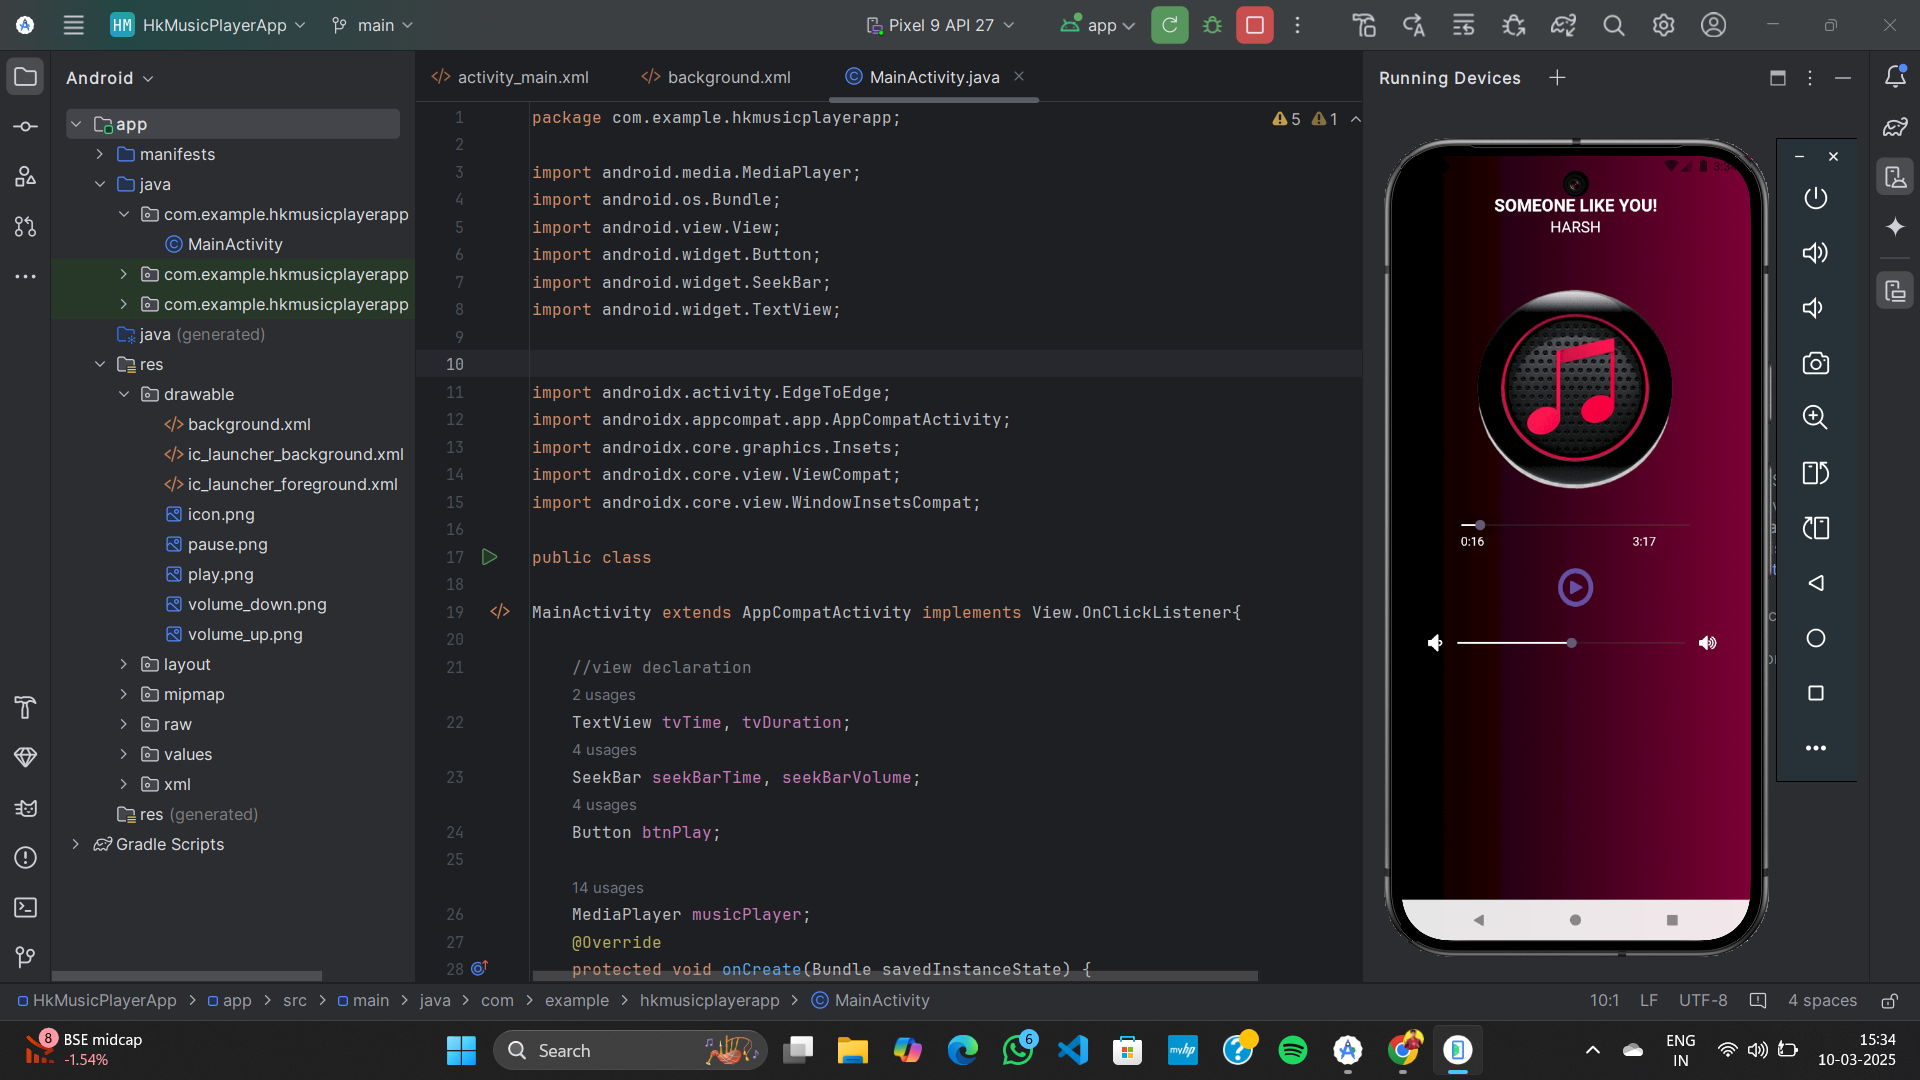 HM HkMusicPlayerApp main Pixel 9 API 27 app
Android
app
manifests
java
com.example.hkmusicplayerapp
MainActivity
com.example.hkmusicplayerapp
com.example.hkmusicplayerapp
java (generated)
res
drawable
background.xml
ic_launcher_background.xml
ic_launcher_foreground.xml
icon.png
pause.png
play.png
volume_down.png
volume_up.png
layout
mipmap
raw
values
xml
res (generated)
Gradle Scripts
activity_main.xml background.xml MainActivity.java
5 1
1 package com.example.hkmusicplayerapp;
2
3 import android.media.MediaPlayer;
4 import android.os.Bundle;
5 import android.view.View;
6 import android.widget.Button;
7 import android.widget.SeekBar;
8 import android.widget.TextView;
9
10
11 import androidx.activity.EdgeToEdge;
12 import androidx.appcompat.app.AppCompatActivity;
13 import androidx.core.graphics.Insets;
14 import androidx.core.view.ViewCompat;
15 import androidx.core.view.WindowInsetsCompat;
16
17 public class
18
19 MainActivity extends AppCompatActivity implements View.OnClickListener{
20
21 //view declaration
2 usages
22 TextView tvTime, tvDuration;
4 usages
23 SeekBar seekBarTime, seekBarVolume;
4 usages
24 Button btnPlay;
25
14 usages
26 MediaPlayer musicPlayer;
27 @Override
28 protected void onCreate(Bundle savedInstanceState) {
Running Devices
SOMEONE LIKE YOU!
HARSH
0:16 3:17
HkMusicPlayerApp app src main java com example hkmusicplayerapp MainActivity
10:1 LF UTF-8 4 spaces
8 BSE midcap
-1.54%
Search
6
myhp
ENG
IN
15:34
10-03-2025